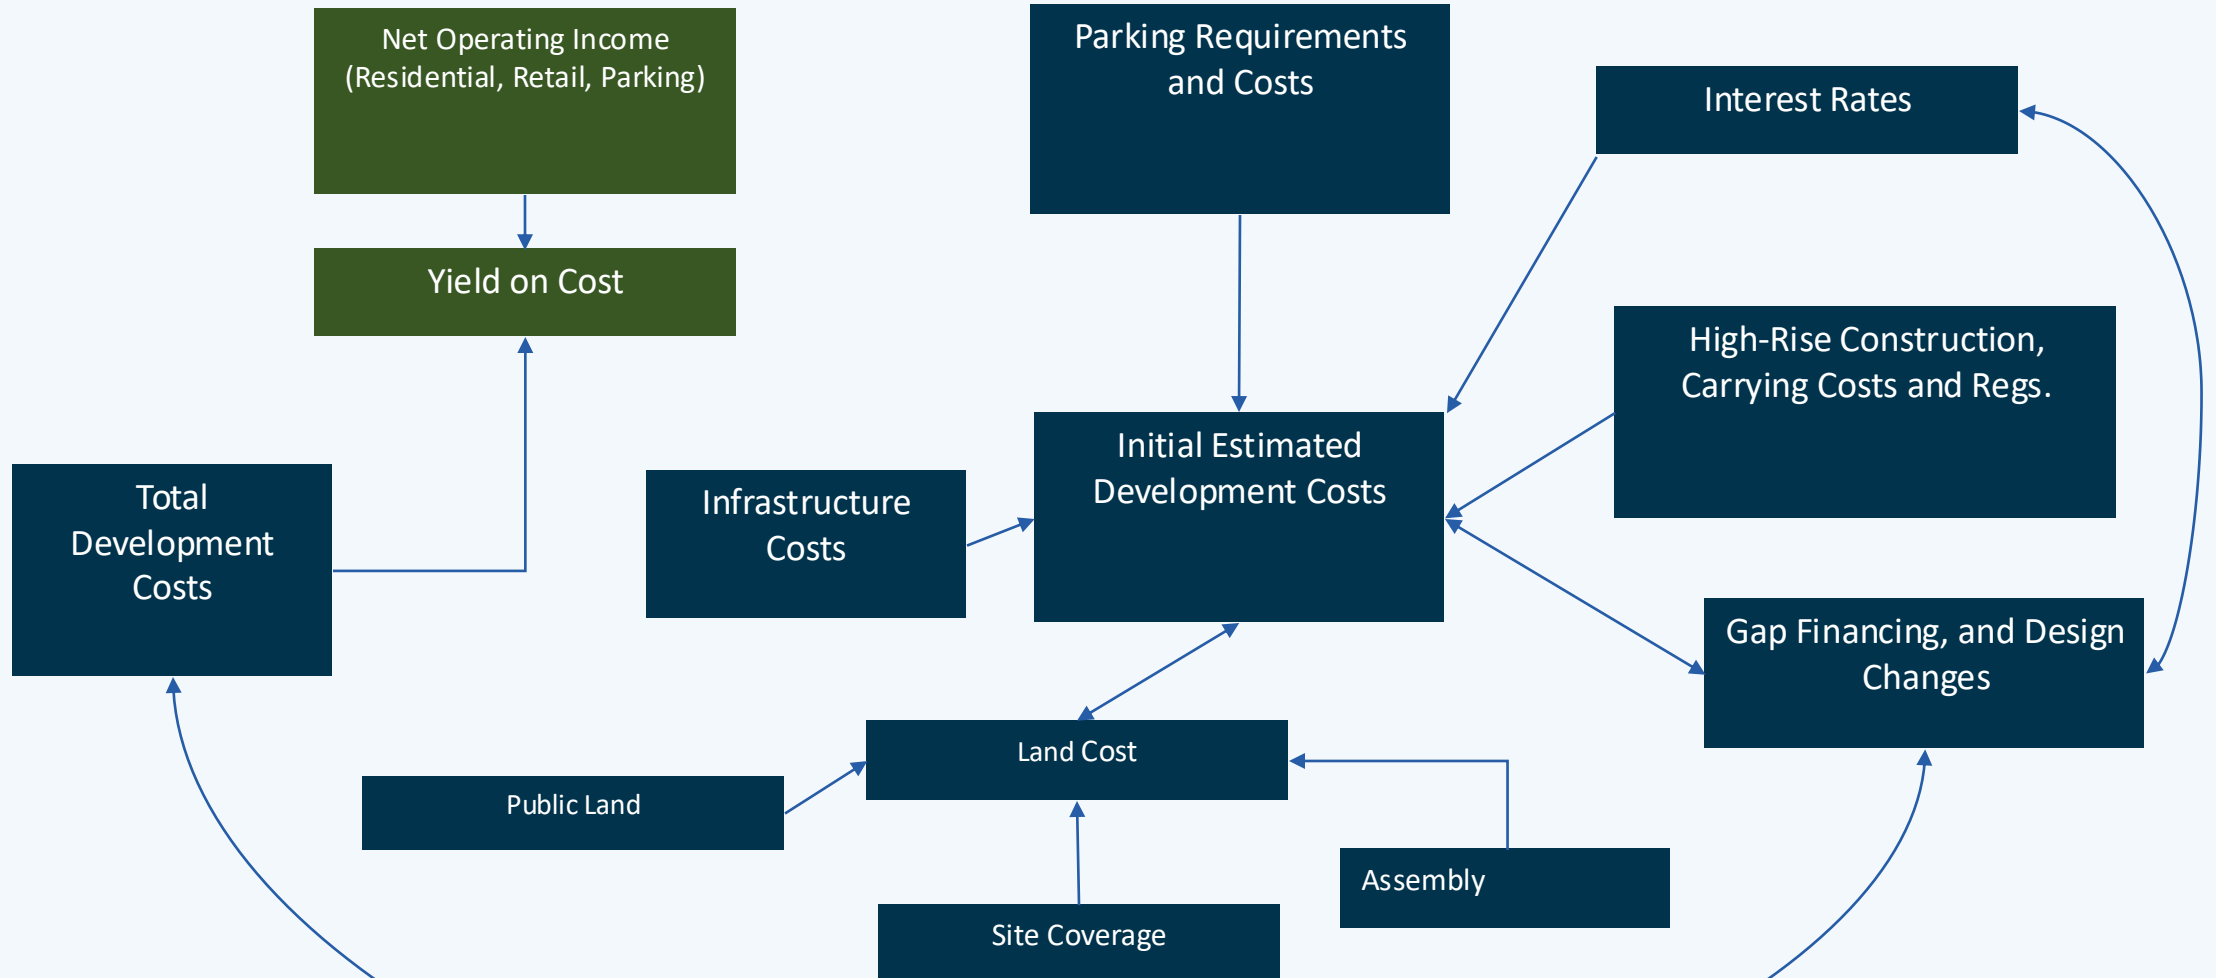 Net Operating Income
(Residential, Retail, Parking)
Parking Requirements
and Costs
Interest Rates
Yield on Cost
High-Rise Construction,
Carrying Costs and Regs.
Initial Estimated
Development Costs
Total
Development
Costs
Infrastructure
Costs
Gap Financing, and Design
Changes
Land Cost
Public Land
Assembly
Site Coverage